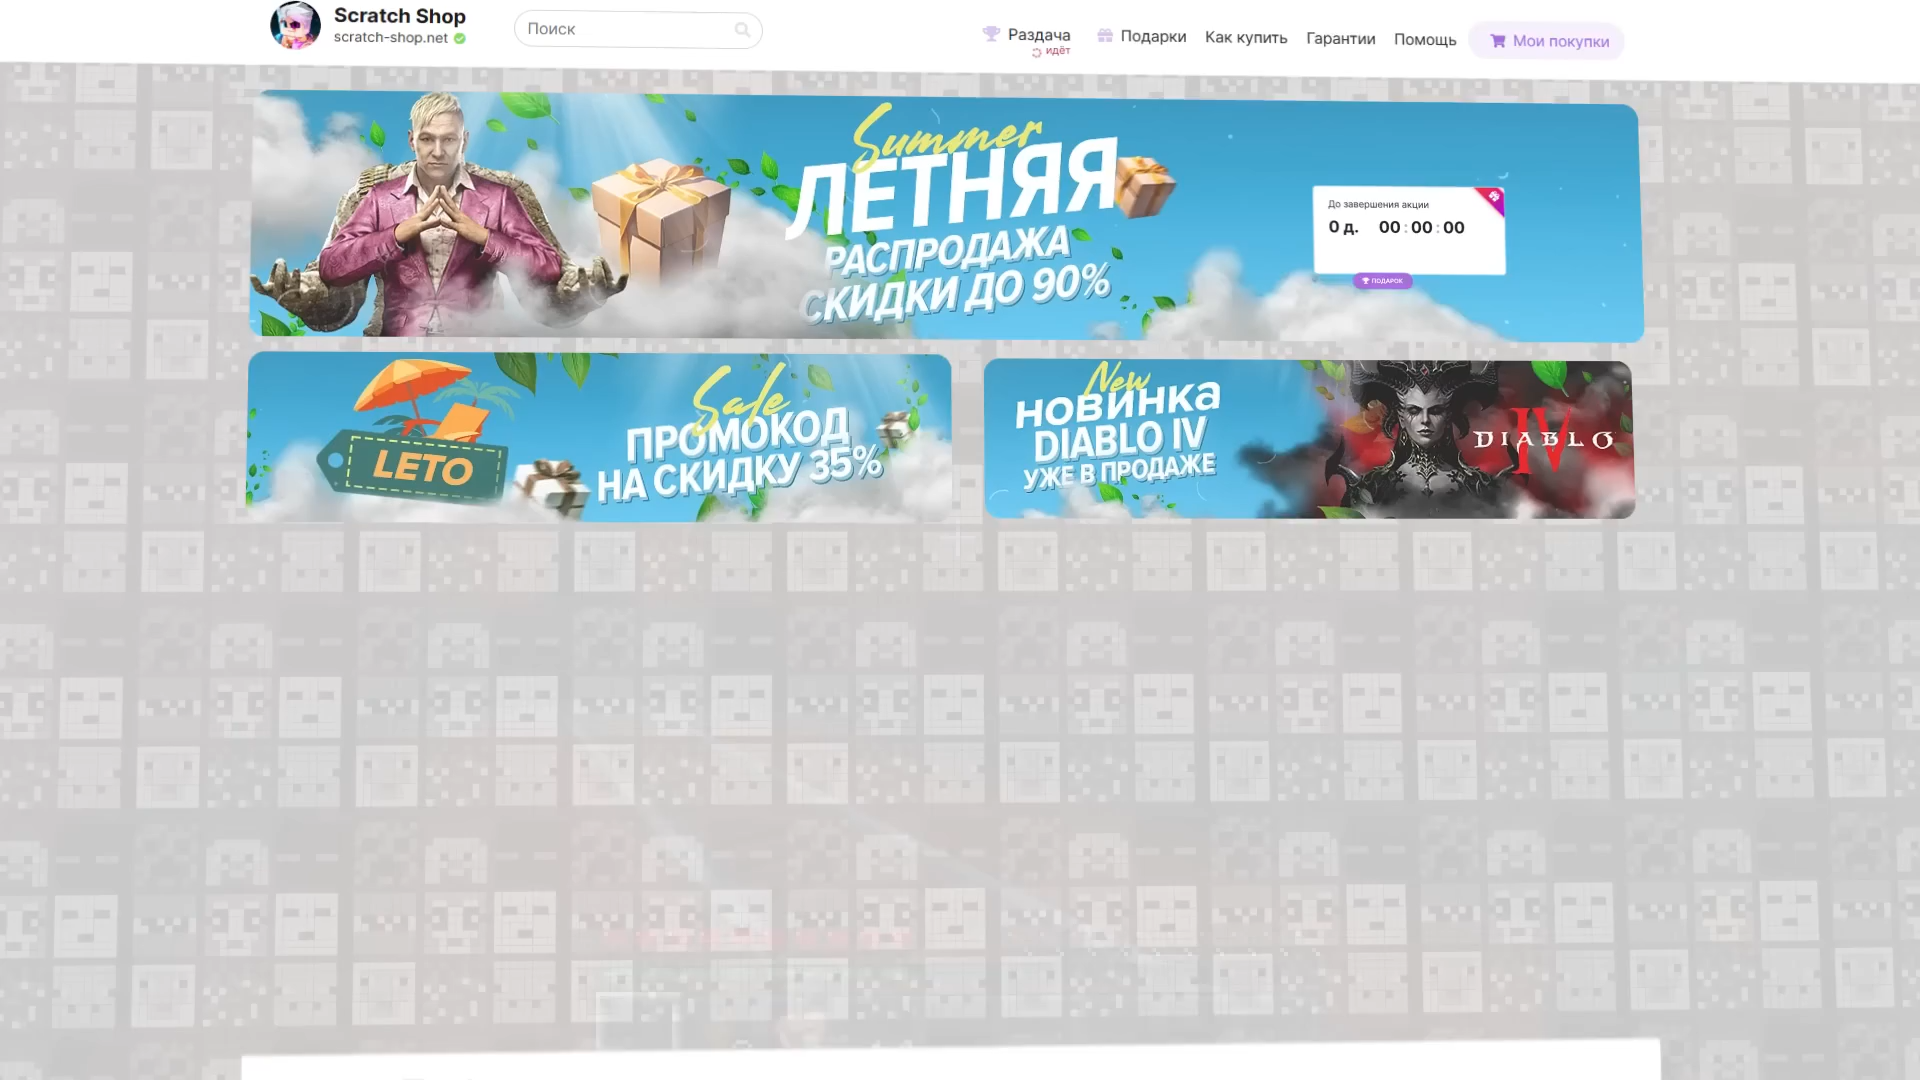 Scratch Shop
scratch-shop.net
Поиск
Раздача
идёт
Подарки
Как купить
Гарантии
Помощь
Мои покупки
Summer
ЛЕТНЯЯ
РАСПРОДАЖА
СКИДКИ ДО 90%
До завершения акции
0 д. 00 : 00 : 00
ПОДАРОК
LETO
Sale
ПРОМОКОД
НА СКИДКУ 35%
New
НОВИНКА
DIABLO IV
УЖЕ В ПРОДАЖЕ
DIABLO
IV